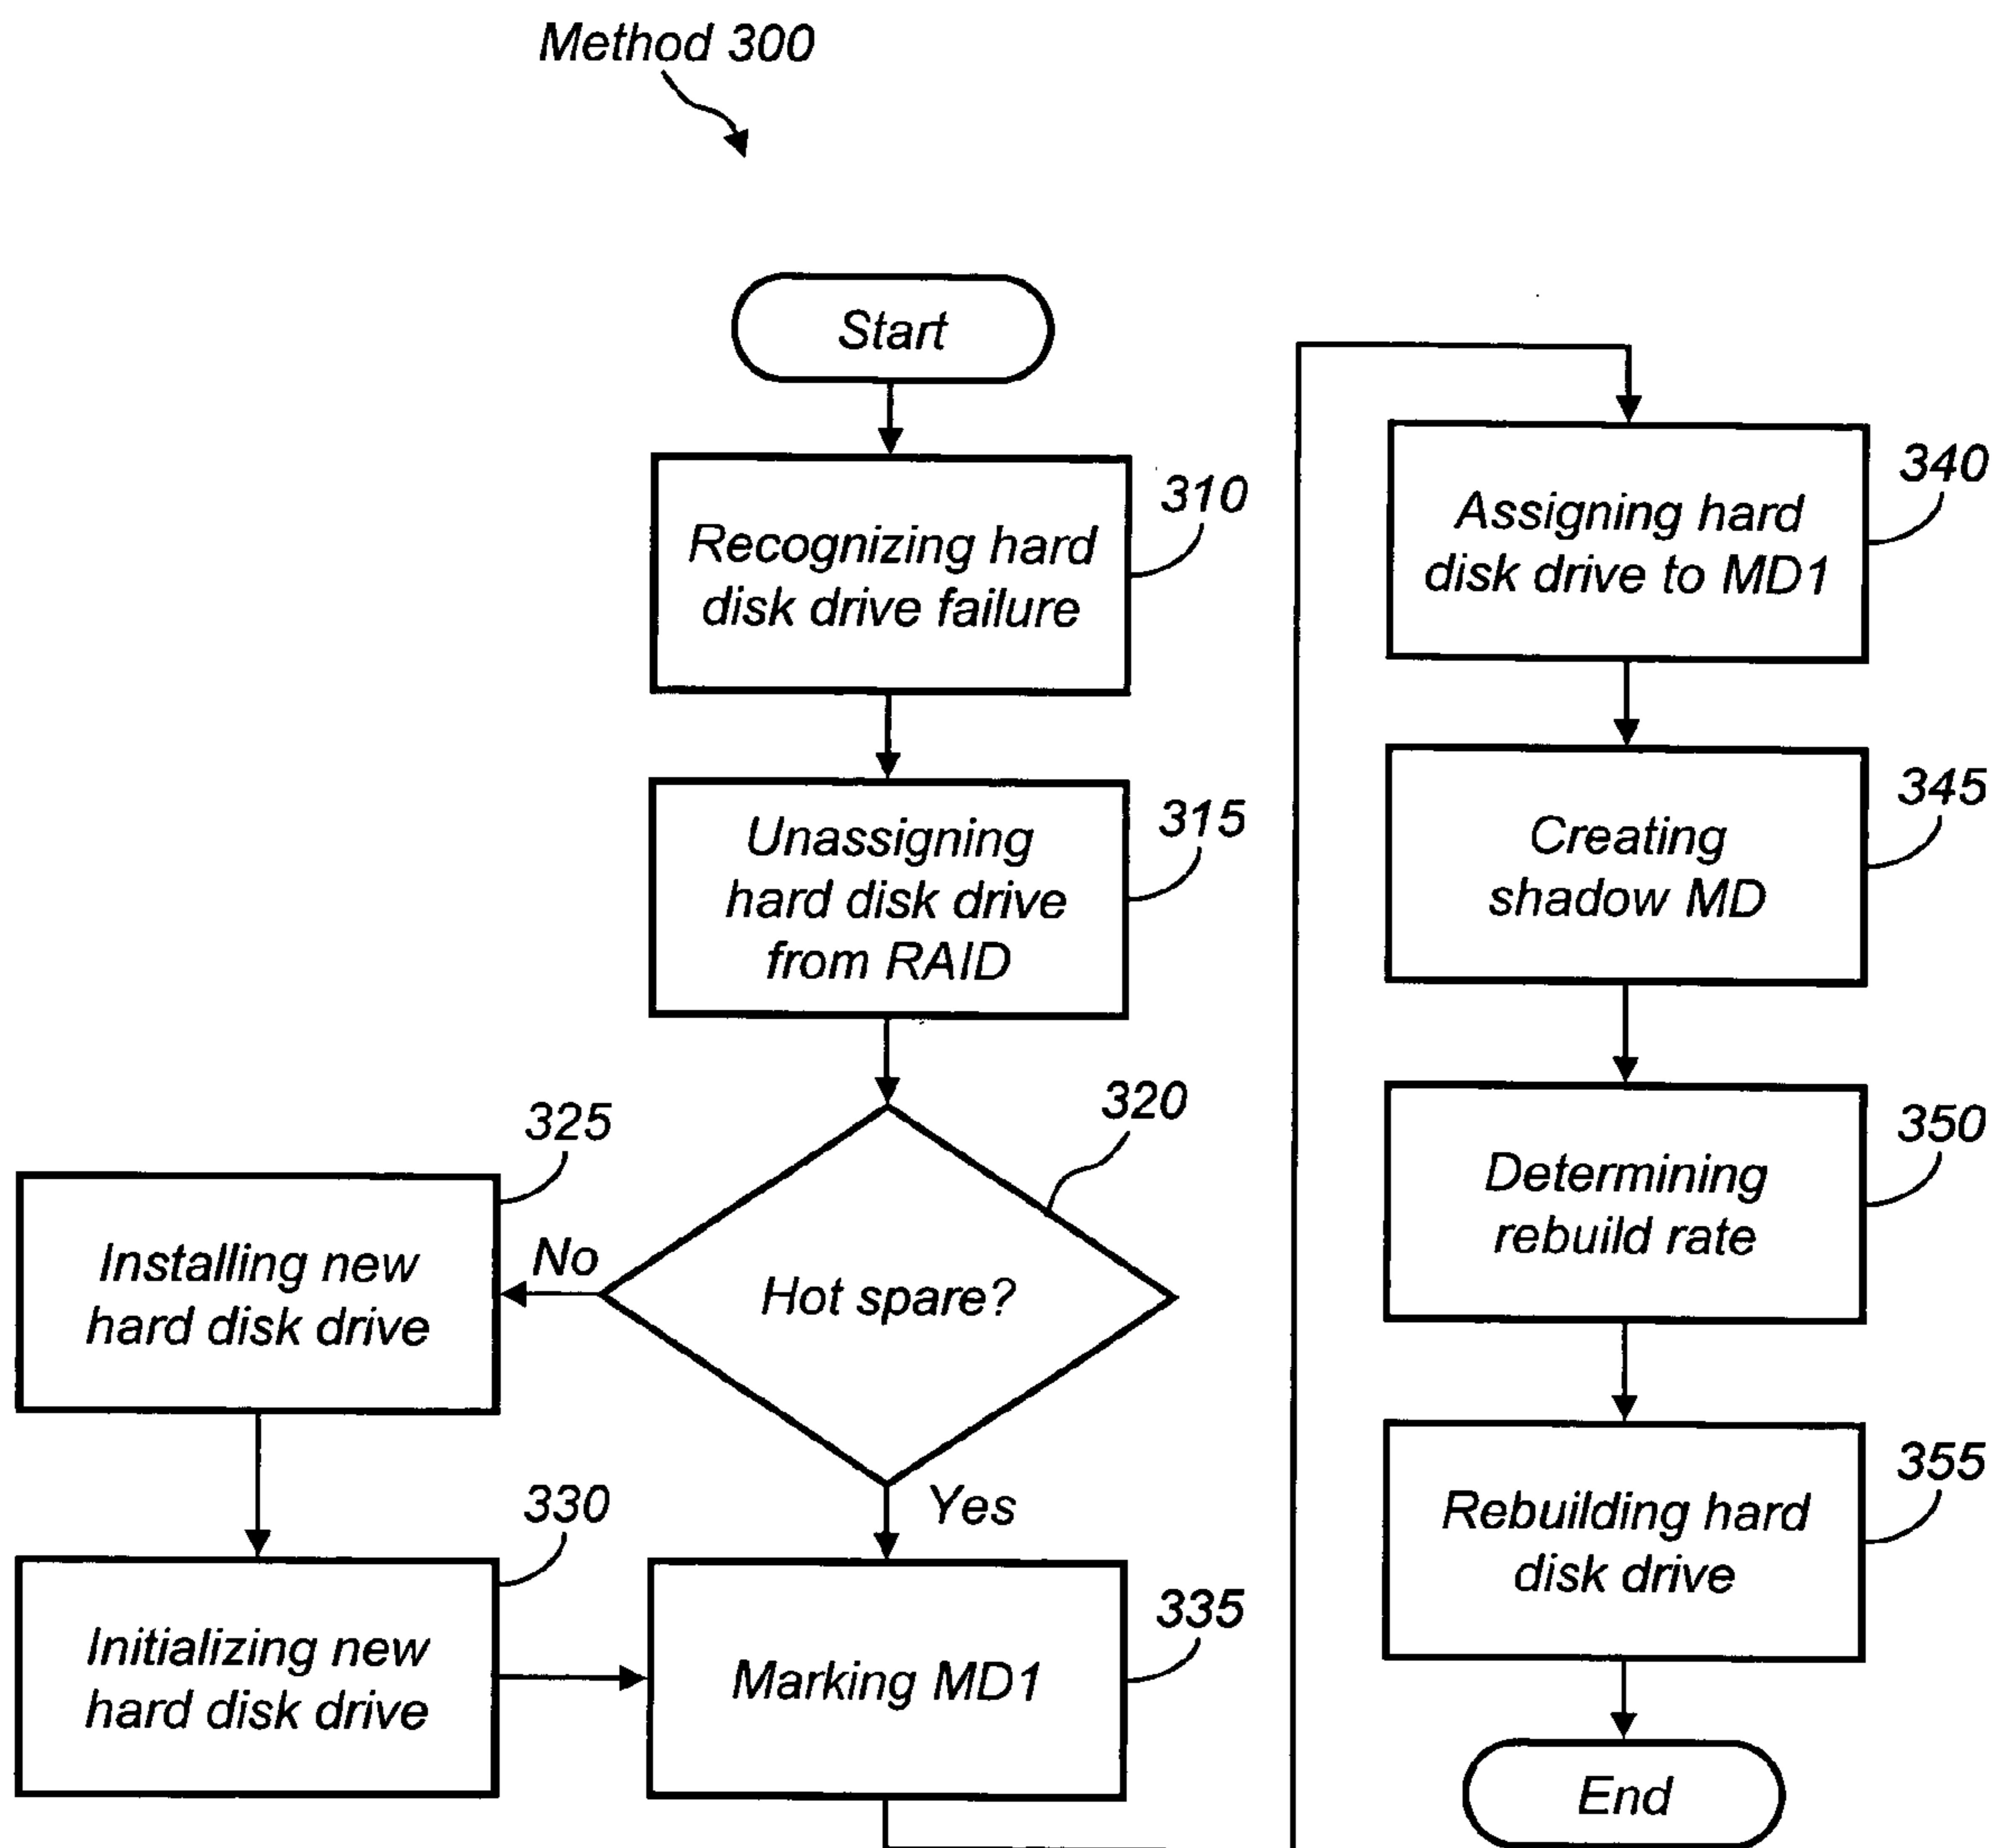 Method 300
Start
310
Recognizing hard
disk drive failure
315
Unassigning
hard disk drive
from RAID
320
Hot spare?
No
Yes
325
Installing new
hard disk drive
330
Initializing new
hard disk drive
335
Marking MD1
340
Assigning hard
disk drive to MD1
345
Creating
shadow MD
350
Determining
rebuild rate
355
Rebuilding hard
disk drive
End